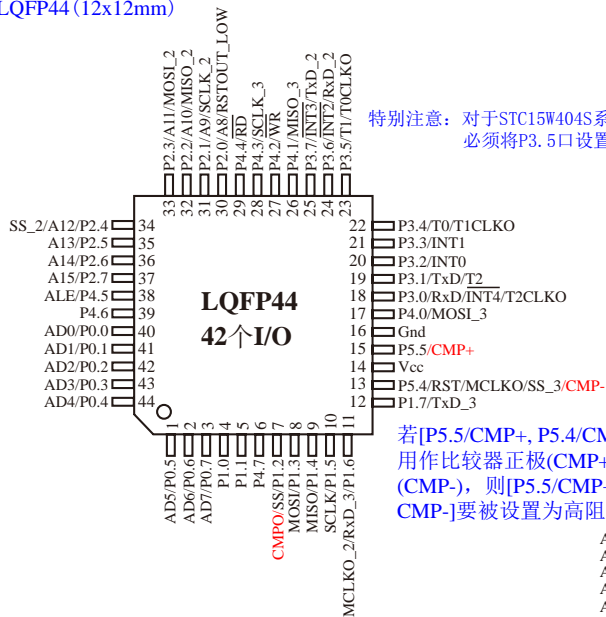 LQFP44 (12x12mm)
P2.3/A11/MOSI_2
P2.2/A10/MISO_2
P2.1/A9/SCLK_2
P2.0/A8/RSTOUT_LOW
P4.4/RD
P4.3/SCLK_3
P4.2/WR
P4.1/MISO_3
P3.7/INT3/TxD_2
P3.6/INT2/RxD_2
P3.5/T1/T0CLKO
特别注意: 对于STC15W404S系
必须将P3.5口设置
33 32 31 30 29 28 27 26 25 24 23
SS_2/A12/P2.4 34
A13/P2.5 35
A14/P2.6 36
A15/P2.7 37
ALE/P4.5 38
P4.6 39
AD0/P0.0 40
AD1/P0.1 41
AD2/P0.2 42
AD3/P0.3 43
AD4/P0.4 44
LQFP44
42个I/O
22 P3.4/T0/T1CLKO
21 P3.3/INT1
20 P3.2/INT0
19 P3.1/TxD/T2
18 P3.0/RxD/INT4/T2CLKO
17 P4.0/MOSI_3
16 Gnd
15 P5.5/CMP+
14 Vcc
13 P5.4/RST/MCLKO/SS_3/CMP-
12 P1.7/TxD_3
1 2 3 4 5 6 7 8 9 10 11
AD5/P0.5
AD6/P0.6
AD7/P0.7
P1.0
P1.1
P4.7
CMPO/SS/P1.2
MOSI/P1.3
MISO/P1.4
SCLK/P1.5
MCLKO_2/RxD_3/P1.6
若[P5.5/CMP+, P5.4/CM
用作比较器正极(CMP+
(CMP-), 则[P5.5/CMP
CMP-]要被设置为高阻
A
A
A
A
A